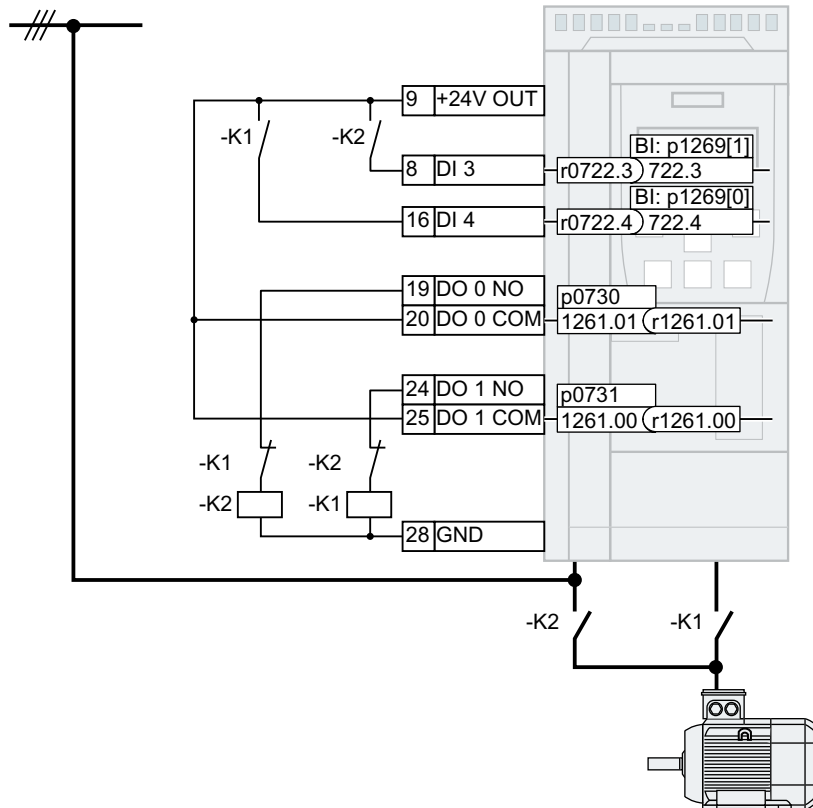 9 +24V OUT
-K1 -K2
BI: p1269[1]
8 DI 3 r0722.3 722.3
BI: p1269[0]
16 DI 4 r0722.4 722.4
19 DO 0 NO p0730
20 DO 0 COM 1261.01 r1261.01
24 DO 1 NO p0731
25 DO 1 COM 1261.00 r1261.00
-K1 -K2
-K2 -K1
28 GND
-K2 -K1